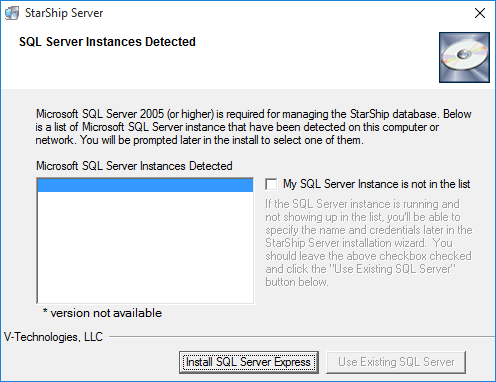 StarShip Server
SQL Server Instances Detected
Microsoft SQL Server 2005 (or higher) is required for managing the StarShip database. Below
is a list of Microsoft SQL Server instance that have been detected on this computer or
network. You will be prompted later in the install to select one of them.
Microsoft SQL Server Instances Detected
My SQL Server Instance is not in the list
If the SQL Server instance is running and
not showing up in the list, you'll be able to
specify the name and credentials later in the
StarShip Server installation wizard. You
should leave the above checkbox checked
and click the "Use Existing SQL Server"
button below.
* version not available
V-Technologies, LLC
Install SQL Server Express
Use Existing SQL Server